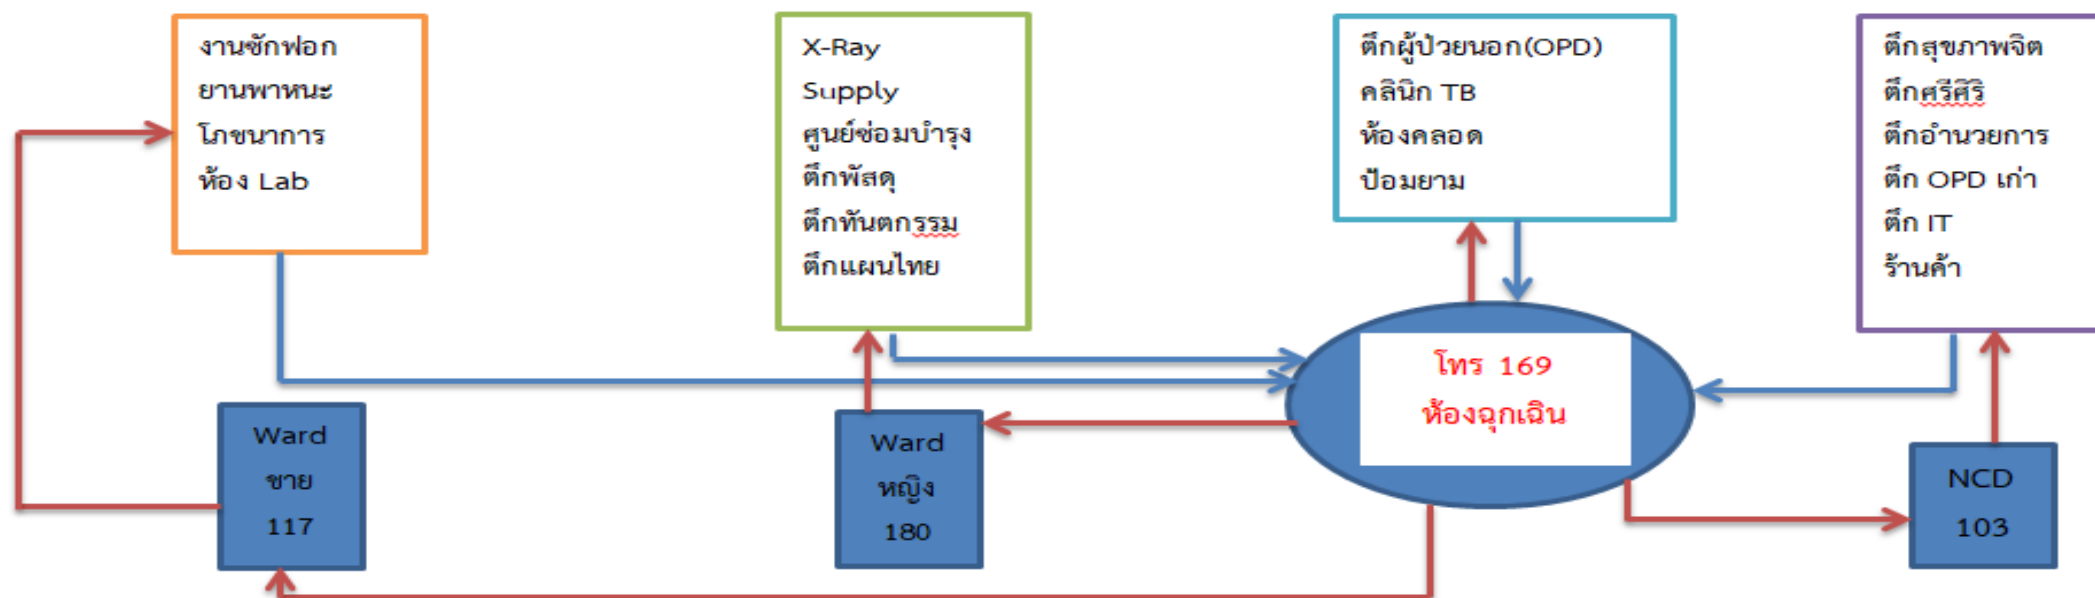 งานซักฟอก
ยานพาหนะ
โภชนาการ
ห้อง Lab
X-Ray
Supply
ศูนย์ซ่อมบำรุง
ตึกพัสดุ
ตึกทันตกรรม
ตึกแผนไทย
ตึกผู้ป่วยนอก(OPD)
คลินิก TB
ห้องคลอด
ป้อมยาม
ตึกสุขภาพจิต
ตึกศรีศิริ
ตึกอำนวยการ
ตึก OPD เก่า
ตึก IT
ร้านค้า
โทร 169
ห้องฉุกเฉิน
Ward
ชาย
117
Ward
หญิง
180
NCD
103